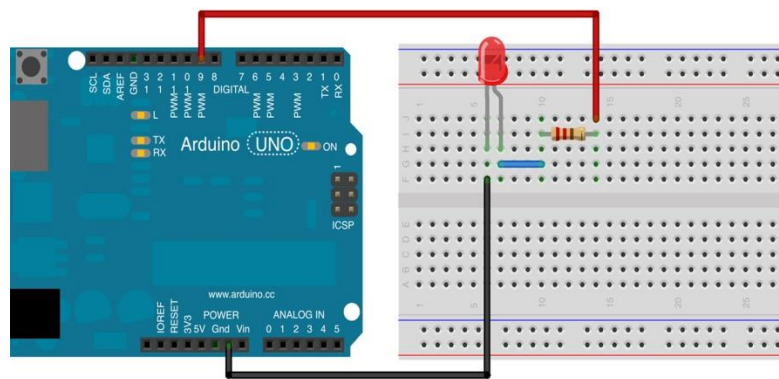 SCL
SDA
AREF
GND
13
12
PWM 11
PWM 10
PWM 9
8
DIGITAL
7
PWM 6
PWM 5
4
PWM 3
2
TX 1
RX 0
L
TX
RX
Arduino UNO
ON
1
ICSP
www.arduino.cc
POWER
ANALOG IN
IOREF
RESET
3V3
5V Gnd Vin
0 1 2 3 4 5
1 5 10 15 20 25
J
I
H
G
F
E
D
C
B
A
1 5 10 15 20 25